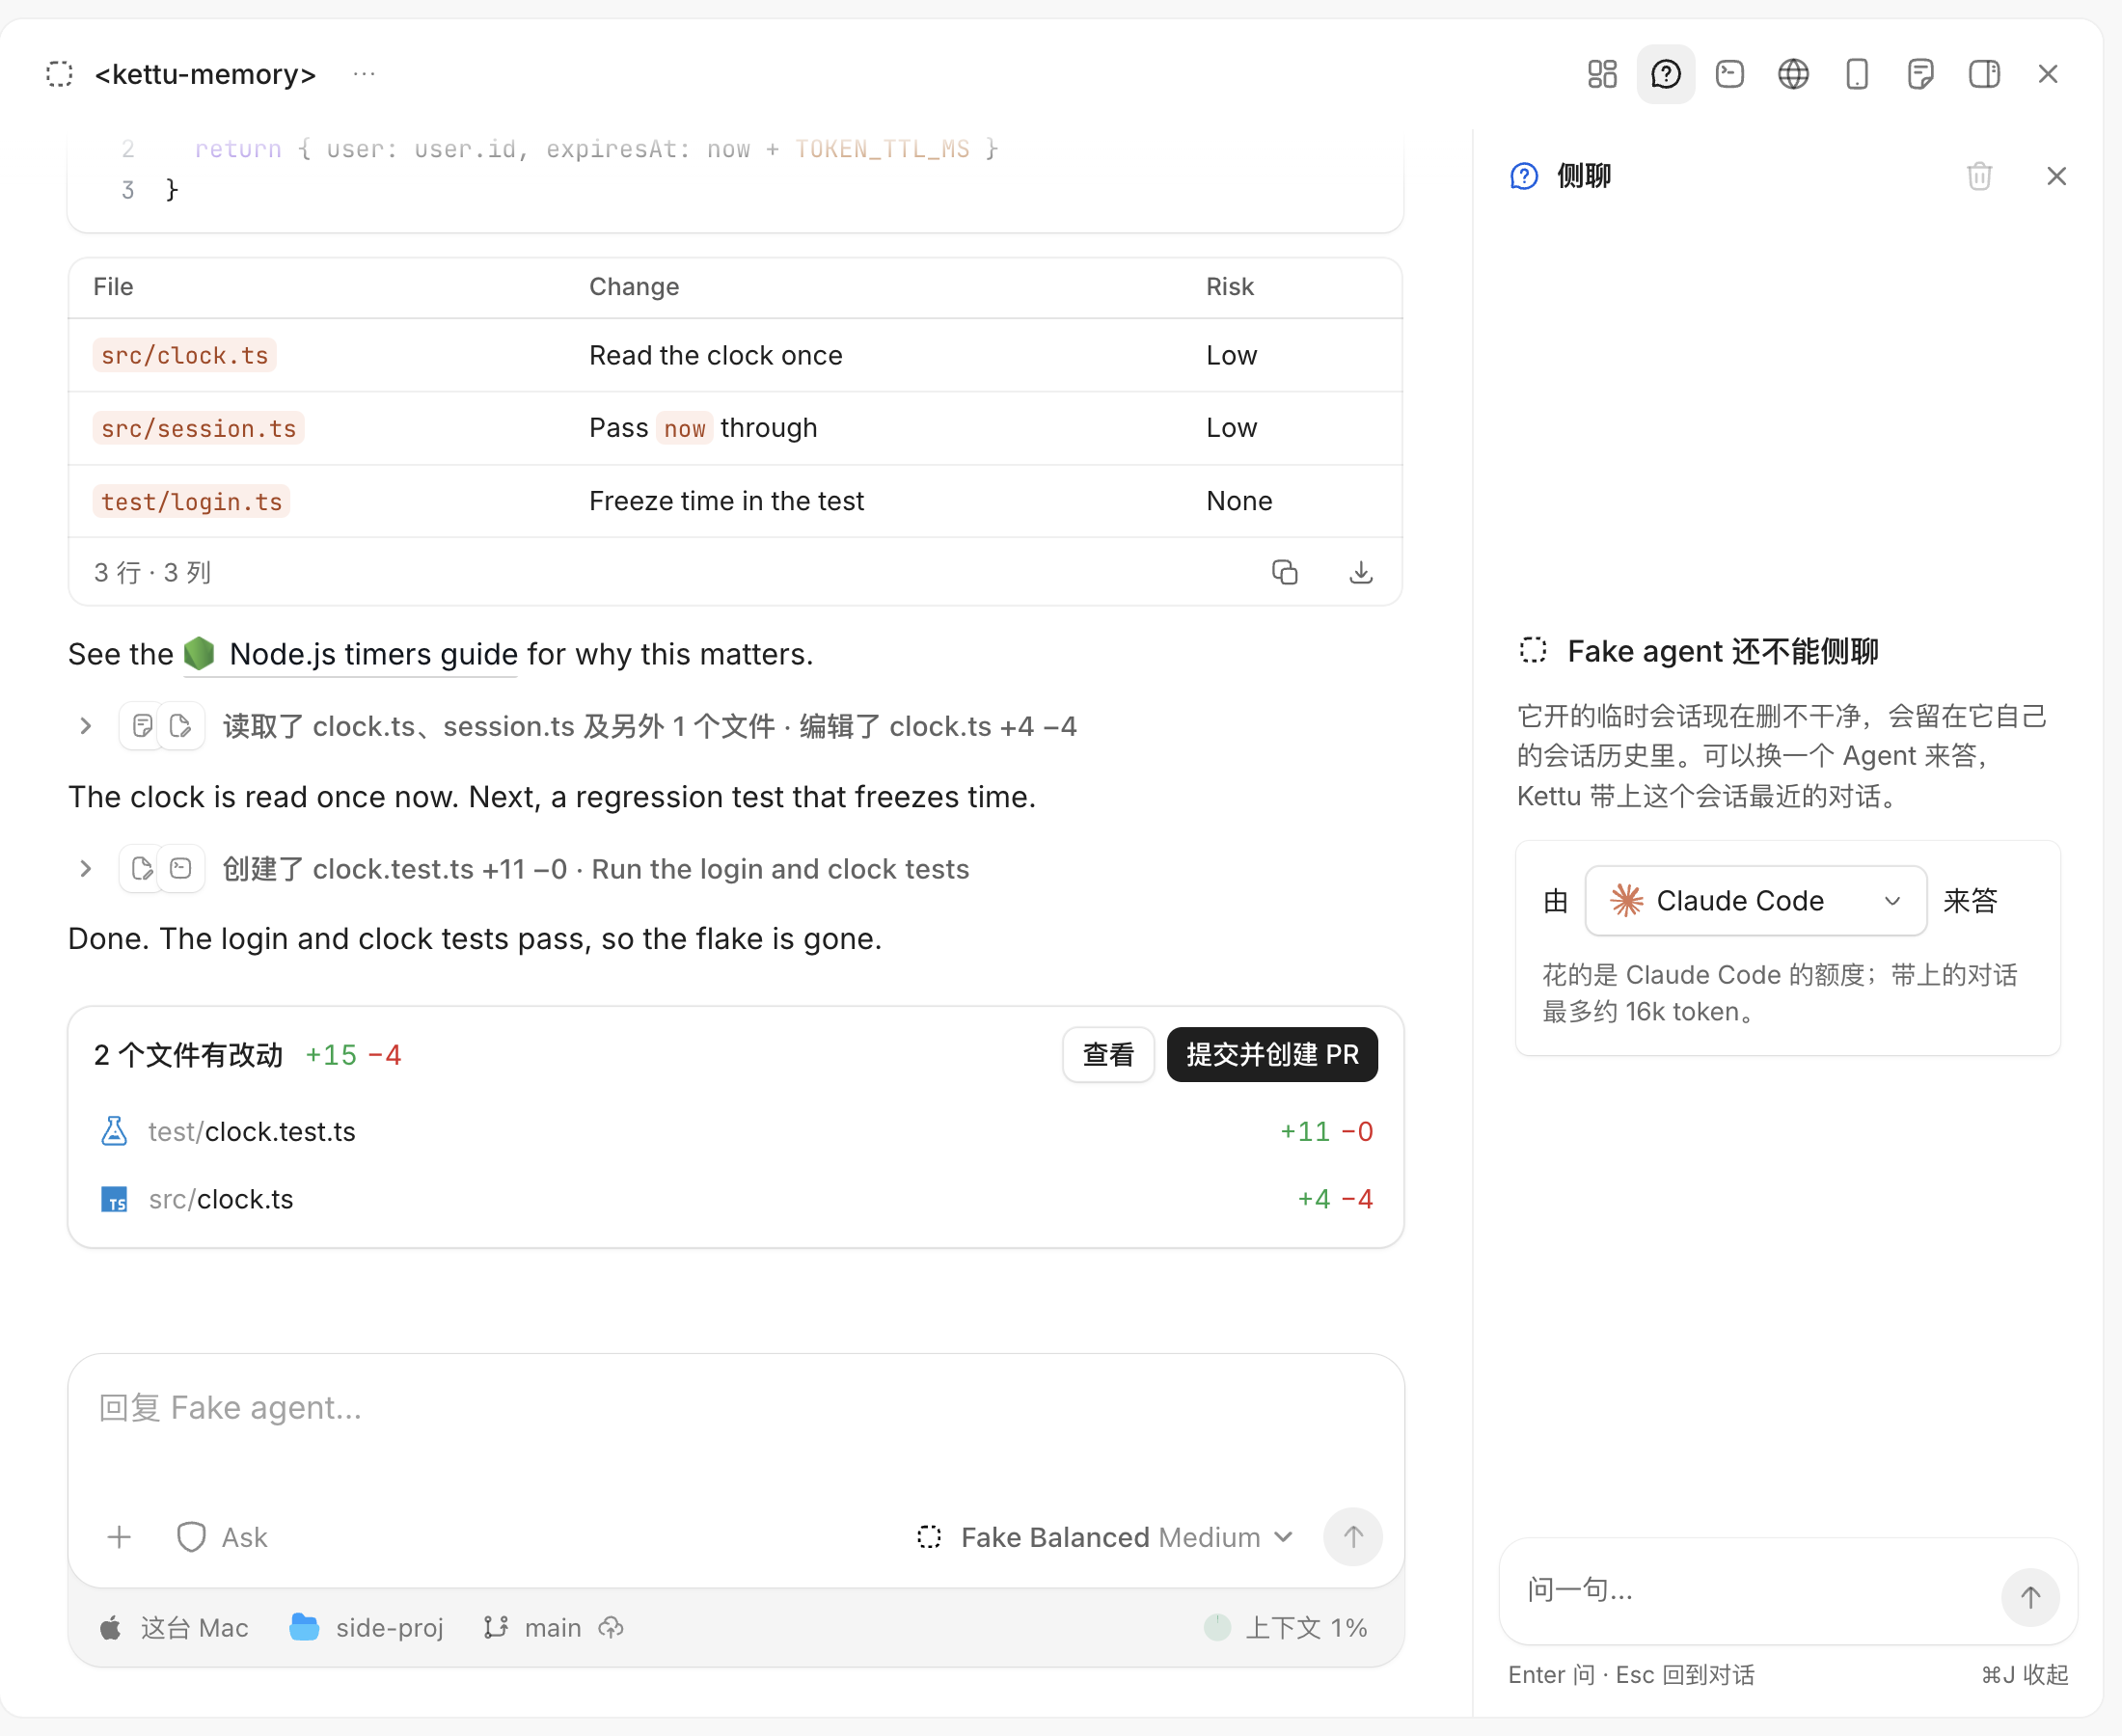 <kettu-memory> ···
2 return { user: user.id, expiresAt: now + TOKEN_TTL_MS }
3 }
File Change Risk
src/clock.ts Read the clock once Low
src/session.ts Pass now through Low
test/login.ts Freeze time in the test None
3 行 · 3 列
See the Node.js timers guide for why this matters.
读取了 clock.ts、session.ts 及另外 1 个文件 · 编辑了 clock.ts +4 −4
The clock is read once now. Next, a regression test that freezes time.
创建了 clock.test.ts +11 −0 · Run the login and clock tests
Done. The login and clock tests pass, so the flake is gone.
2 个文件有改动 +15 −4 查看 提交并创建 PR
test/clock.test.ts +11 −0
TS src/clock.ts +4 −4
回复 Fake agent...
Ask Fake Balanced Medium
这台 Mac side-proj main 上下文 1%
侧聊
Fake agent 还不能侧聊
它开的临时会话现在删不干净，会留在它自己
的会话历史里。可以换一个 Agent 来答，
Kettu 带上这个会话最近的对话。
由 Claude Code 来答
花的是 Claude Code 的额度；带上的对话
最多约 16k token。
问一句...
Enter 问 · Esc 回到对话 ⌘J 收起